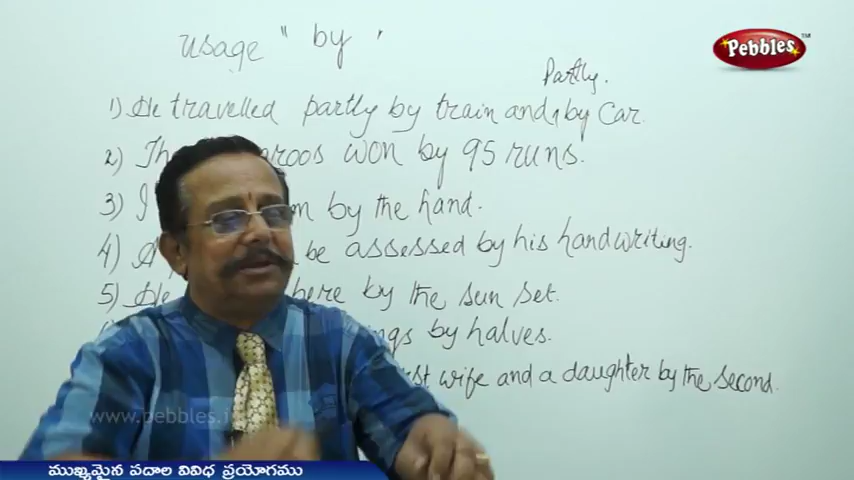 usage " by "
Pebbles TM
Partly.
1) He travelled partly by train and, by Car.
2) Th aroos won by 95 runs.
3) I m by the hand.
4) A be assessed by his handwriting.
5) He here by the sun set.
ngs by halves.
wife and a daughter by the second.
www.pebbles.i
ముఖ్యమైన పదాల వివిధ ప్రయోగము